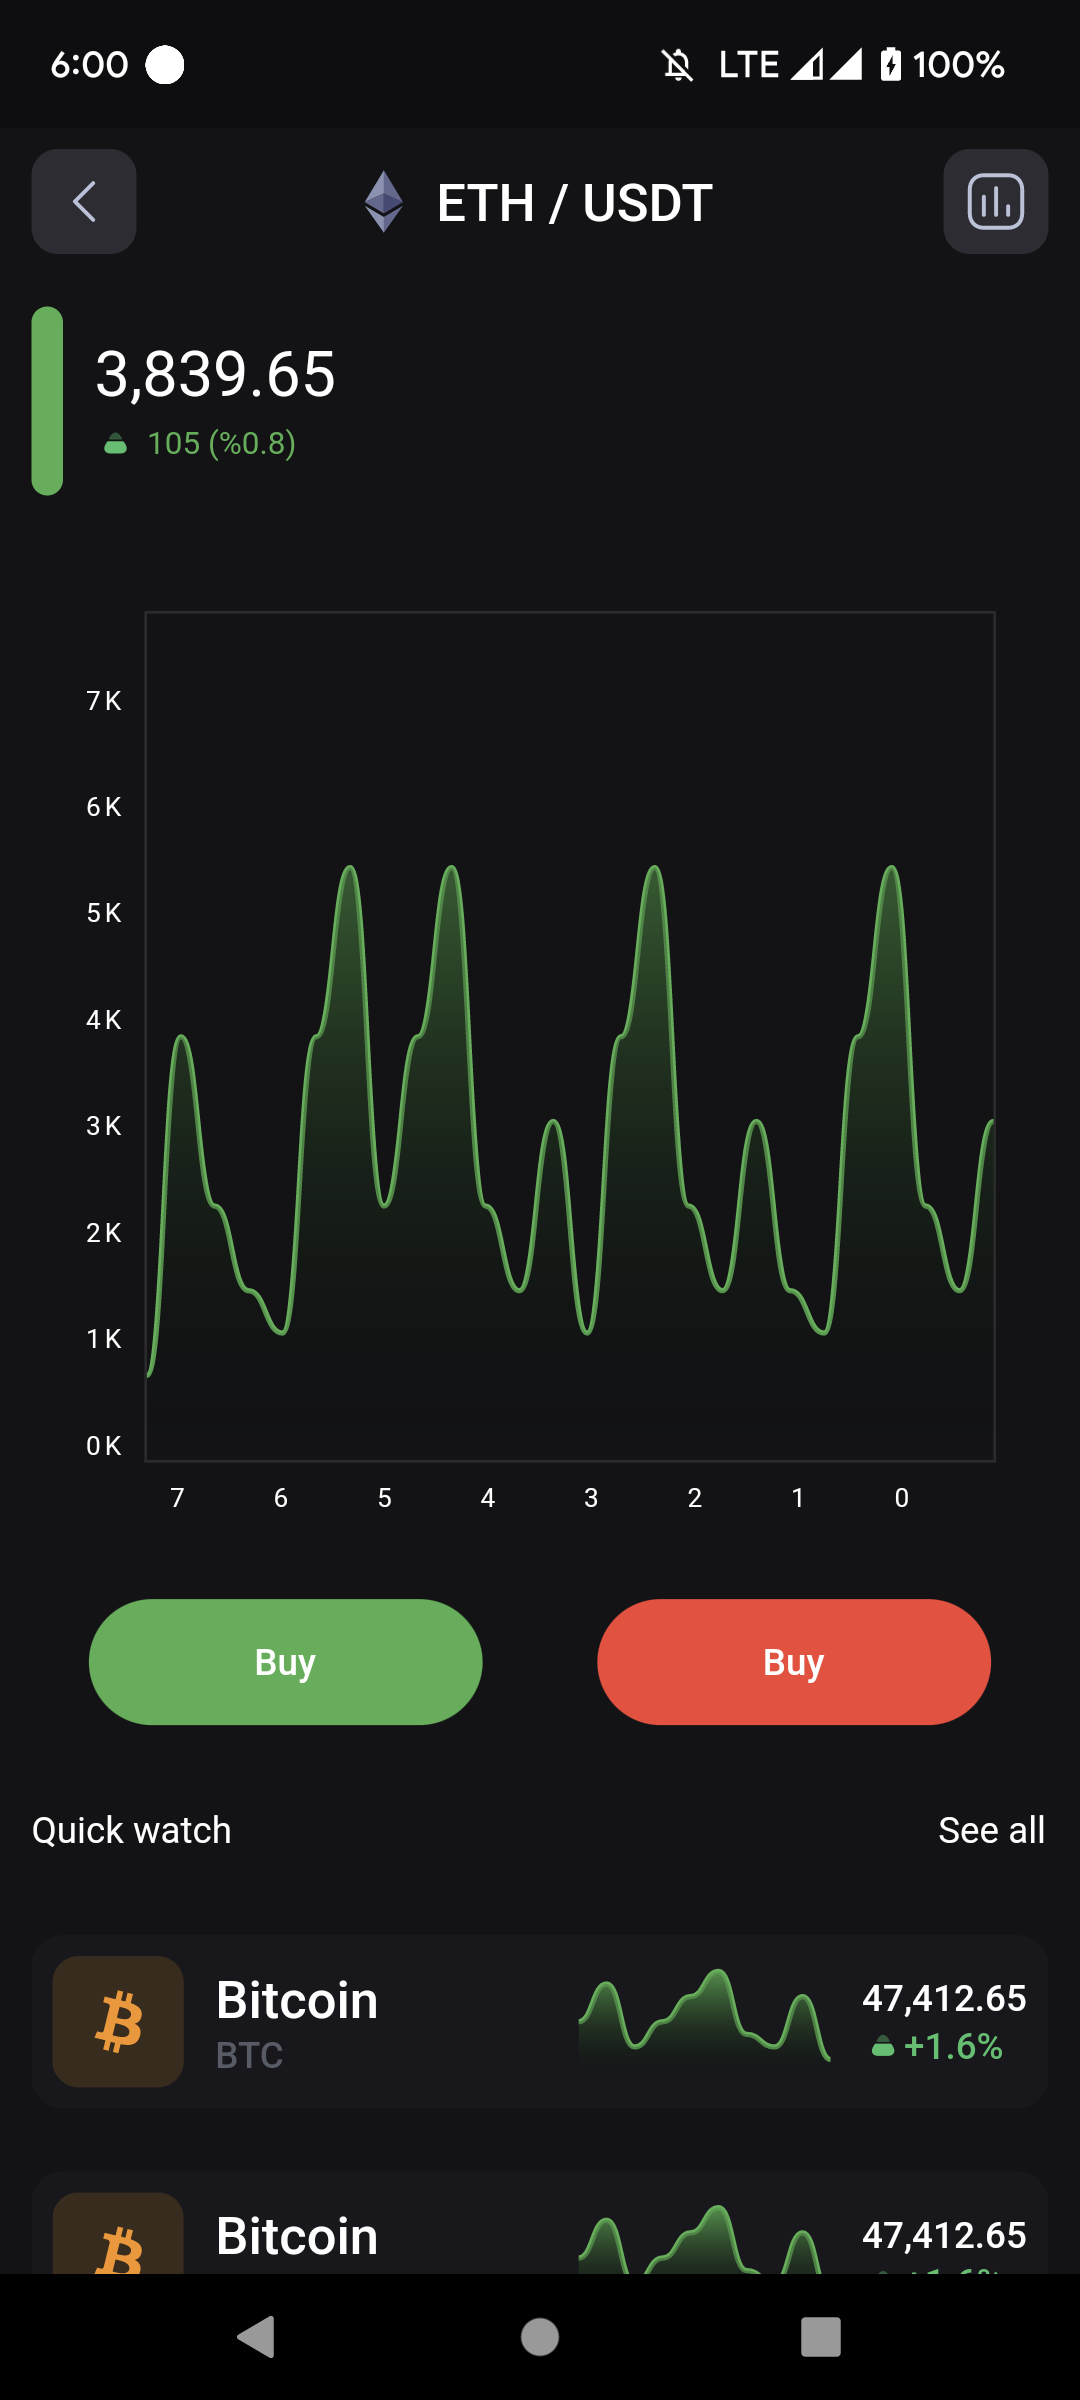 6:00 LTE 100%
ETH / USDT
3,839.65
105 (%0.8)
7 K
6 K
5 K
4 K
3 K
2 K
1 K
0 K
7 6 5 4 3 2 1 0
Buy Buy
Quick watch See all
Bitcoin 47,412.65
BTC +1.6%
Bitcoin 47,412.65